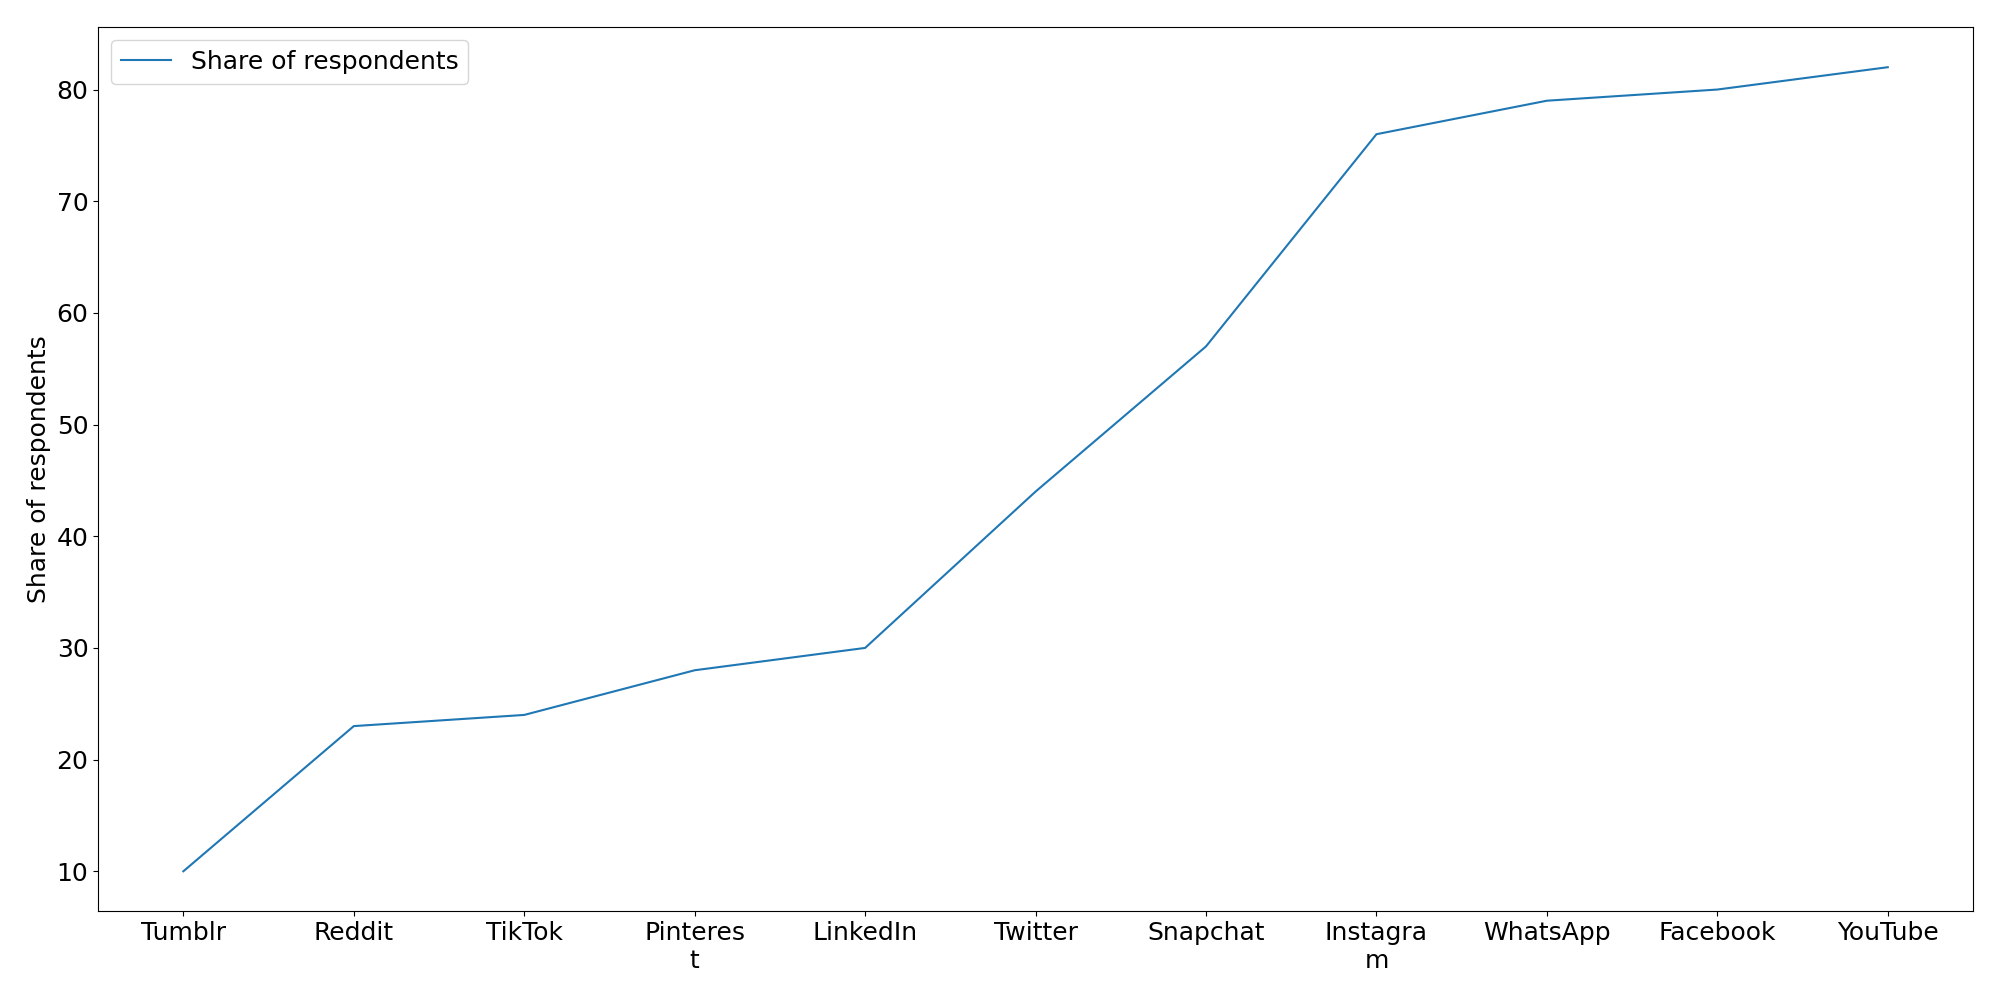 Share of respondents
80
70
60
50
40
30
20
10
Share of respondents
Tumblr Reddit TikTok Pinteres LinkedIn Twitter Snapchat Instagra WhatsApp Facebook YouTube
t m